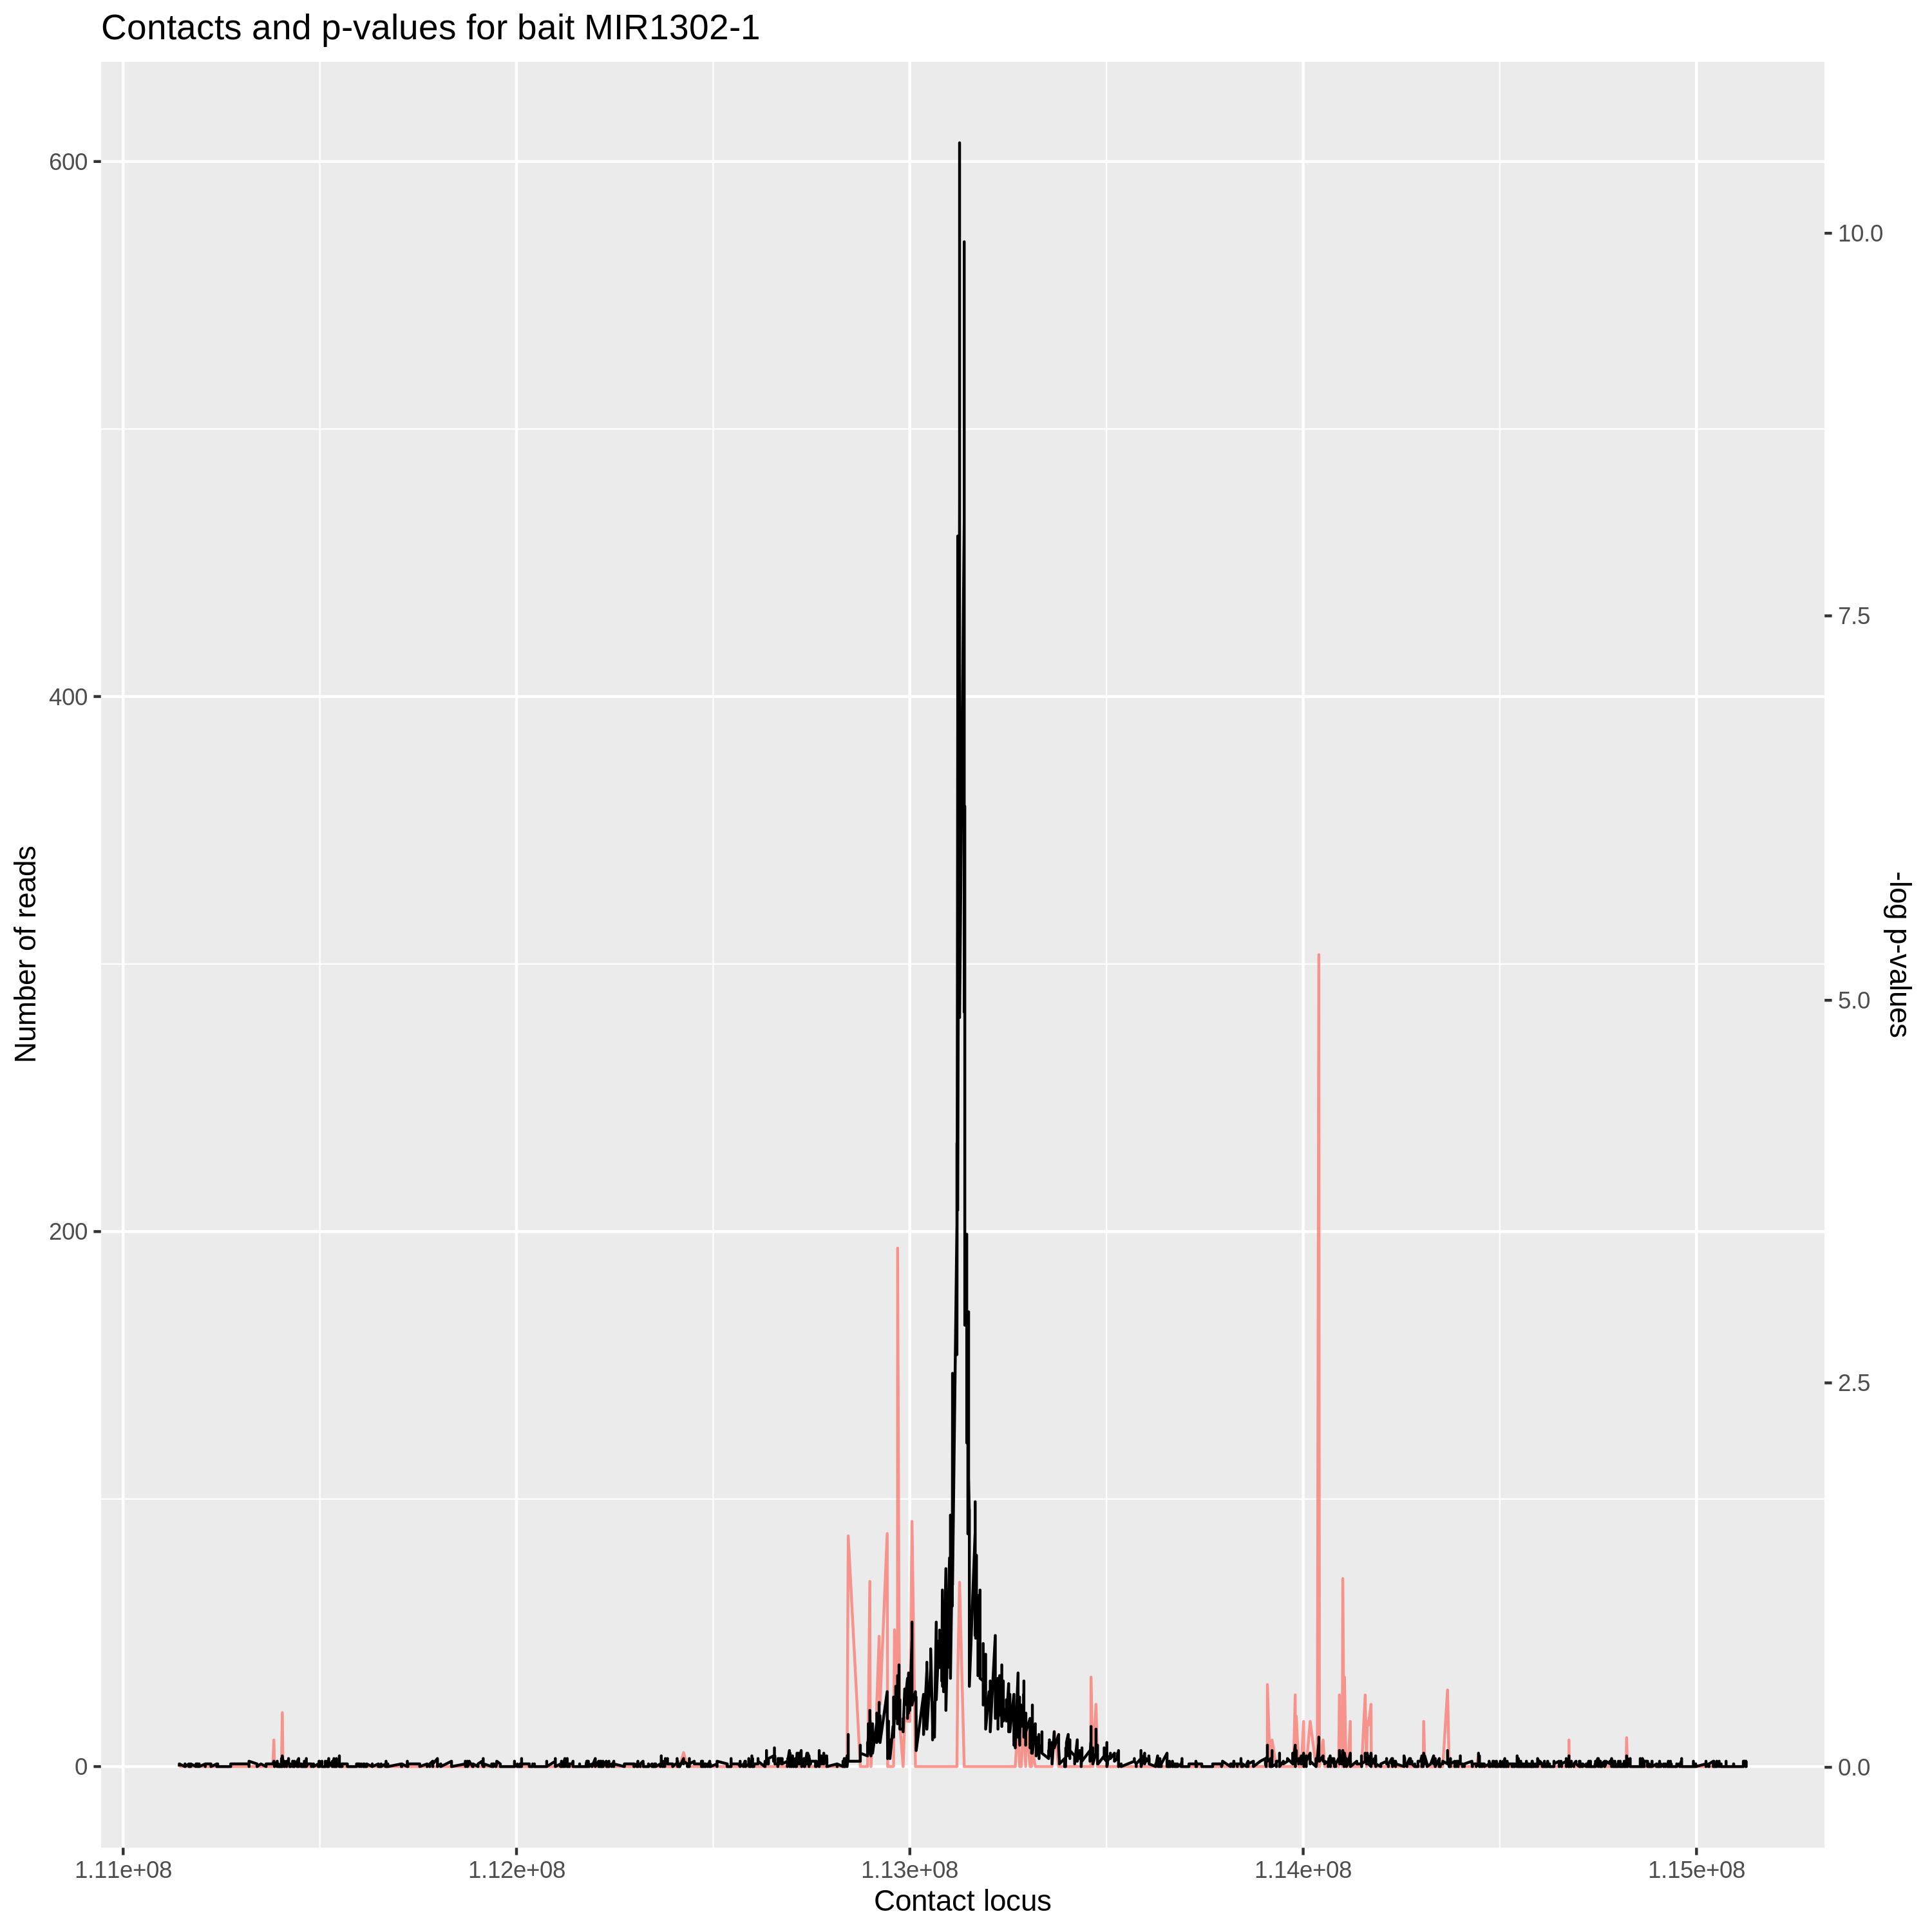 Contacts and p-values for bait MIR1302-1
600
400
200
0
Number of reads
10.0
7.5
5.0
2.5
0.0
-log p-values
1.11e+08
1.12e+08
1.13e+08
1.14e+08
1.15e+08
Contact locus